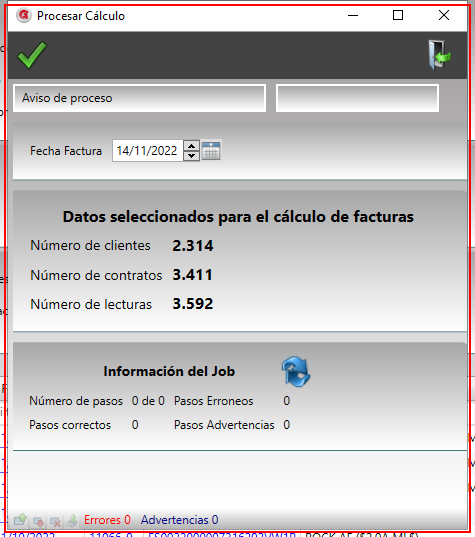 Procesar Cálculo
Aviso de proceso
Fecha Factura 14/11/2022
Datos seleccionados para el cálculo de facturas
Número de clientes 2.314
Número de contratos 3.411
Número de lecturas 3.592
Información del Job
Número de pasos 0 de 0 Pasos Erroneos 0
Pasos correctos 0 Pasos Advertencias 0
Errores 0 Advertencias 0